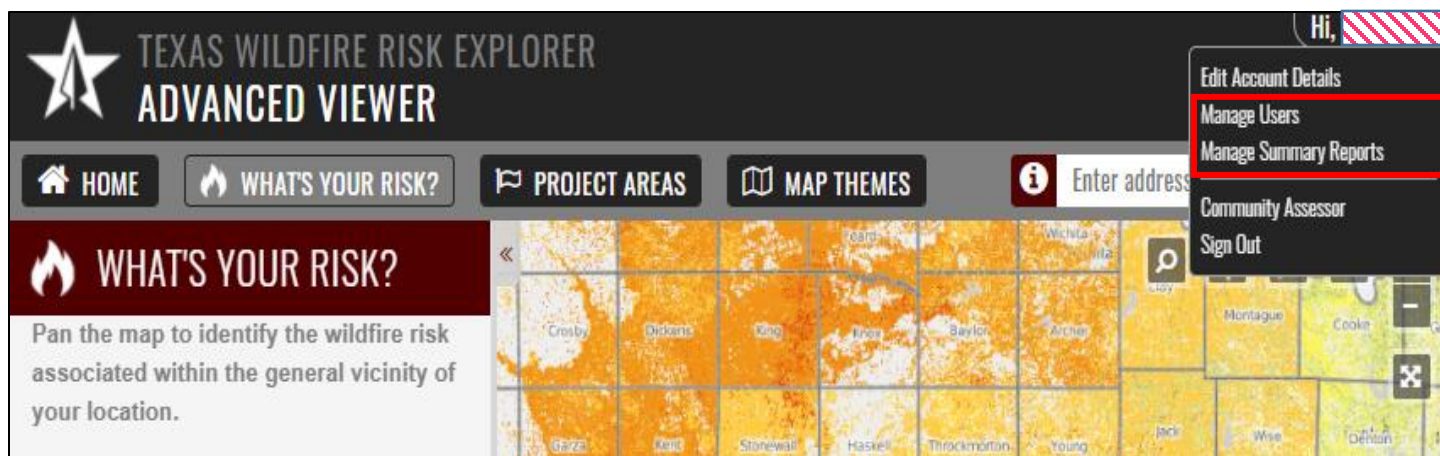 Hi,
TEXAS WILDFIRE RISK EXPLORER
ADVANCED VIEWER
Edit Account Details
Manage Users
Manage Summary Reports
Community Assessor
Sign Out
HOME
WHAT'S YOUR RISK?
PROJECT AREAS
MAP THEMES
i
Enter address
WHAT'S YOUR RISK?
«
Pan the map to identify the wildfire risk
associated within the general vicinity of
your location.
Foard
Wichita
Clay
Crosby
Dickens
King
Knox
Baylor
Archer
Montague
Cooke
Garza
Kent
Stonewall
Haskell
Throckmorton
Young
Jack
Wise
Denton